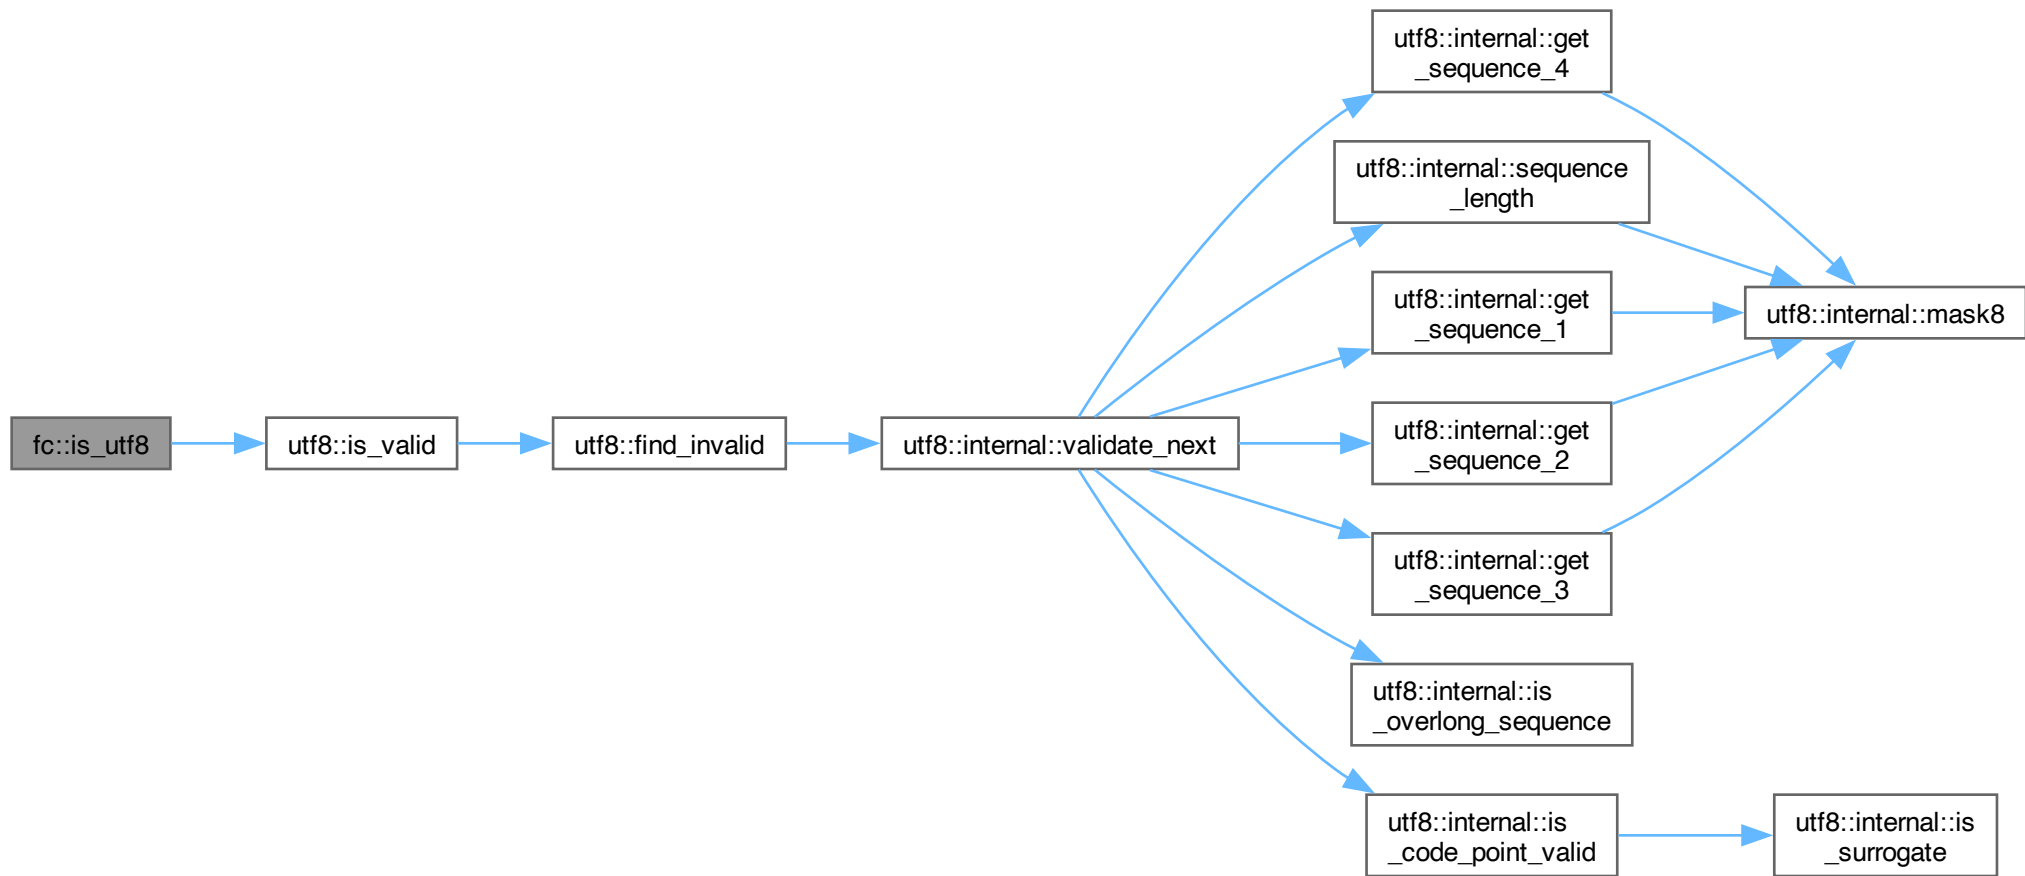 fc::is_utf8
utf8::is_valid
utf8::find_invalid
utf8::internal::validate_next
utf8::internal::get
_sequence_4
utf8::internal::sequence
_length
utf8::internal::get
_sequence_1
utf8::internal::get
_sequence_2
utf8::internal::get
_sequence_3
utf8::internal::is
_overlong_sequence
utf8::internal::is
_code_point_valid
utf8::internal::mask8
utf8::internal::is
_surrogate